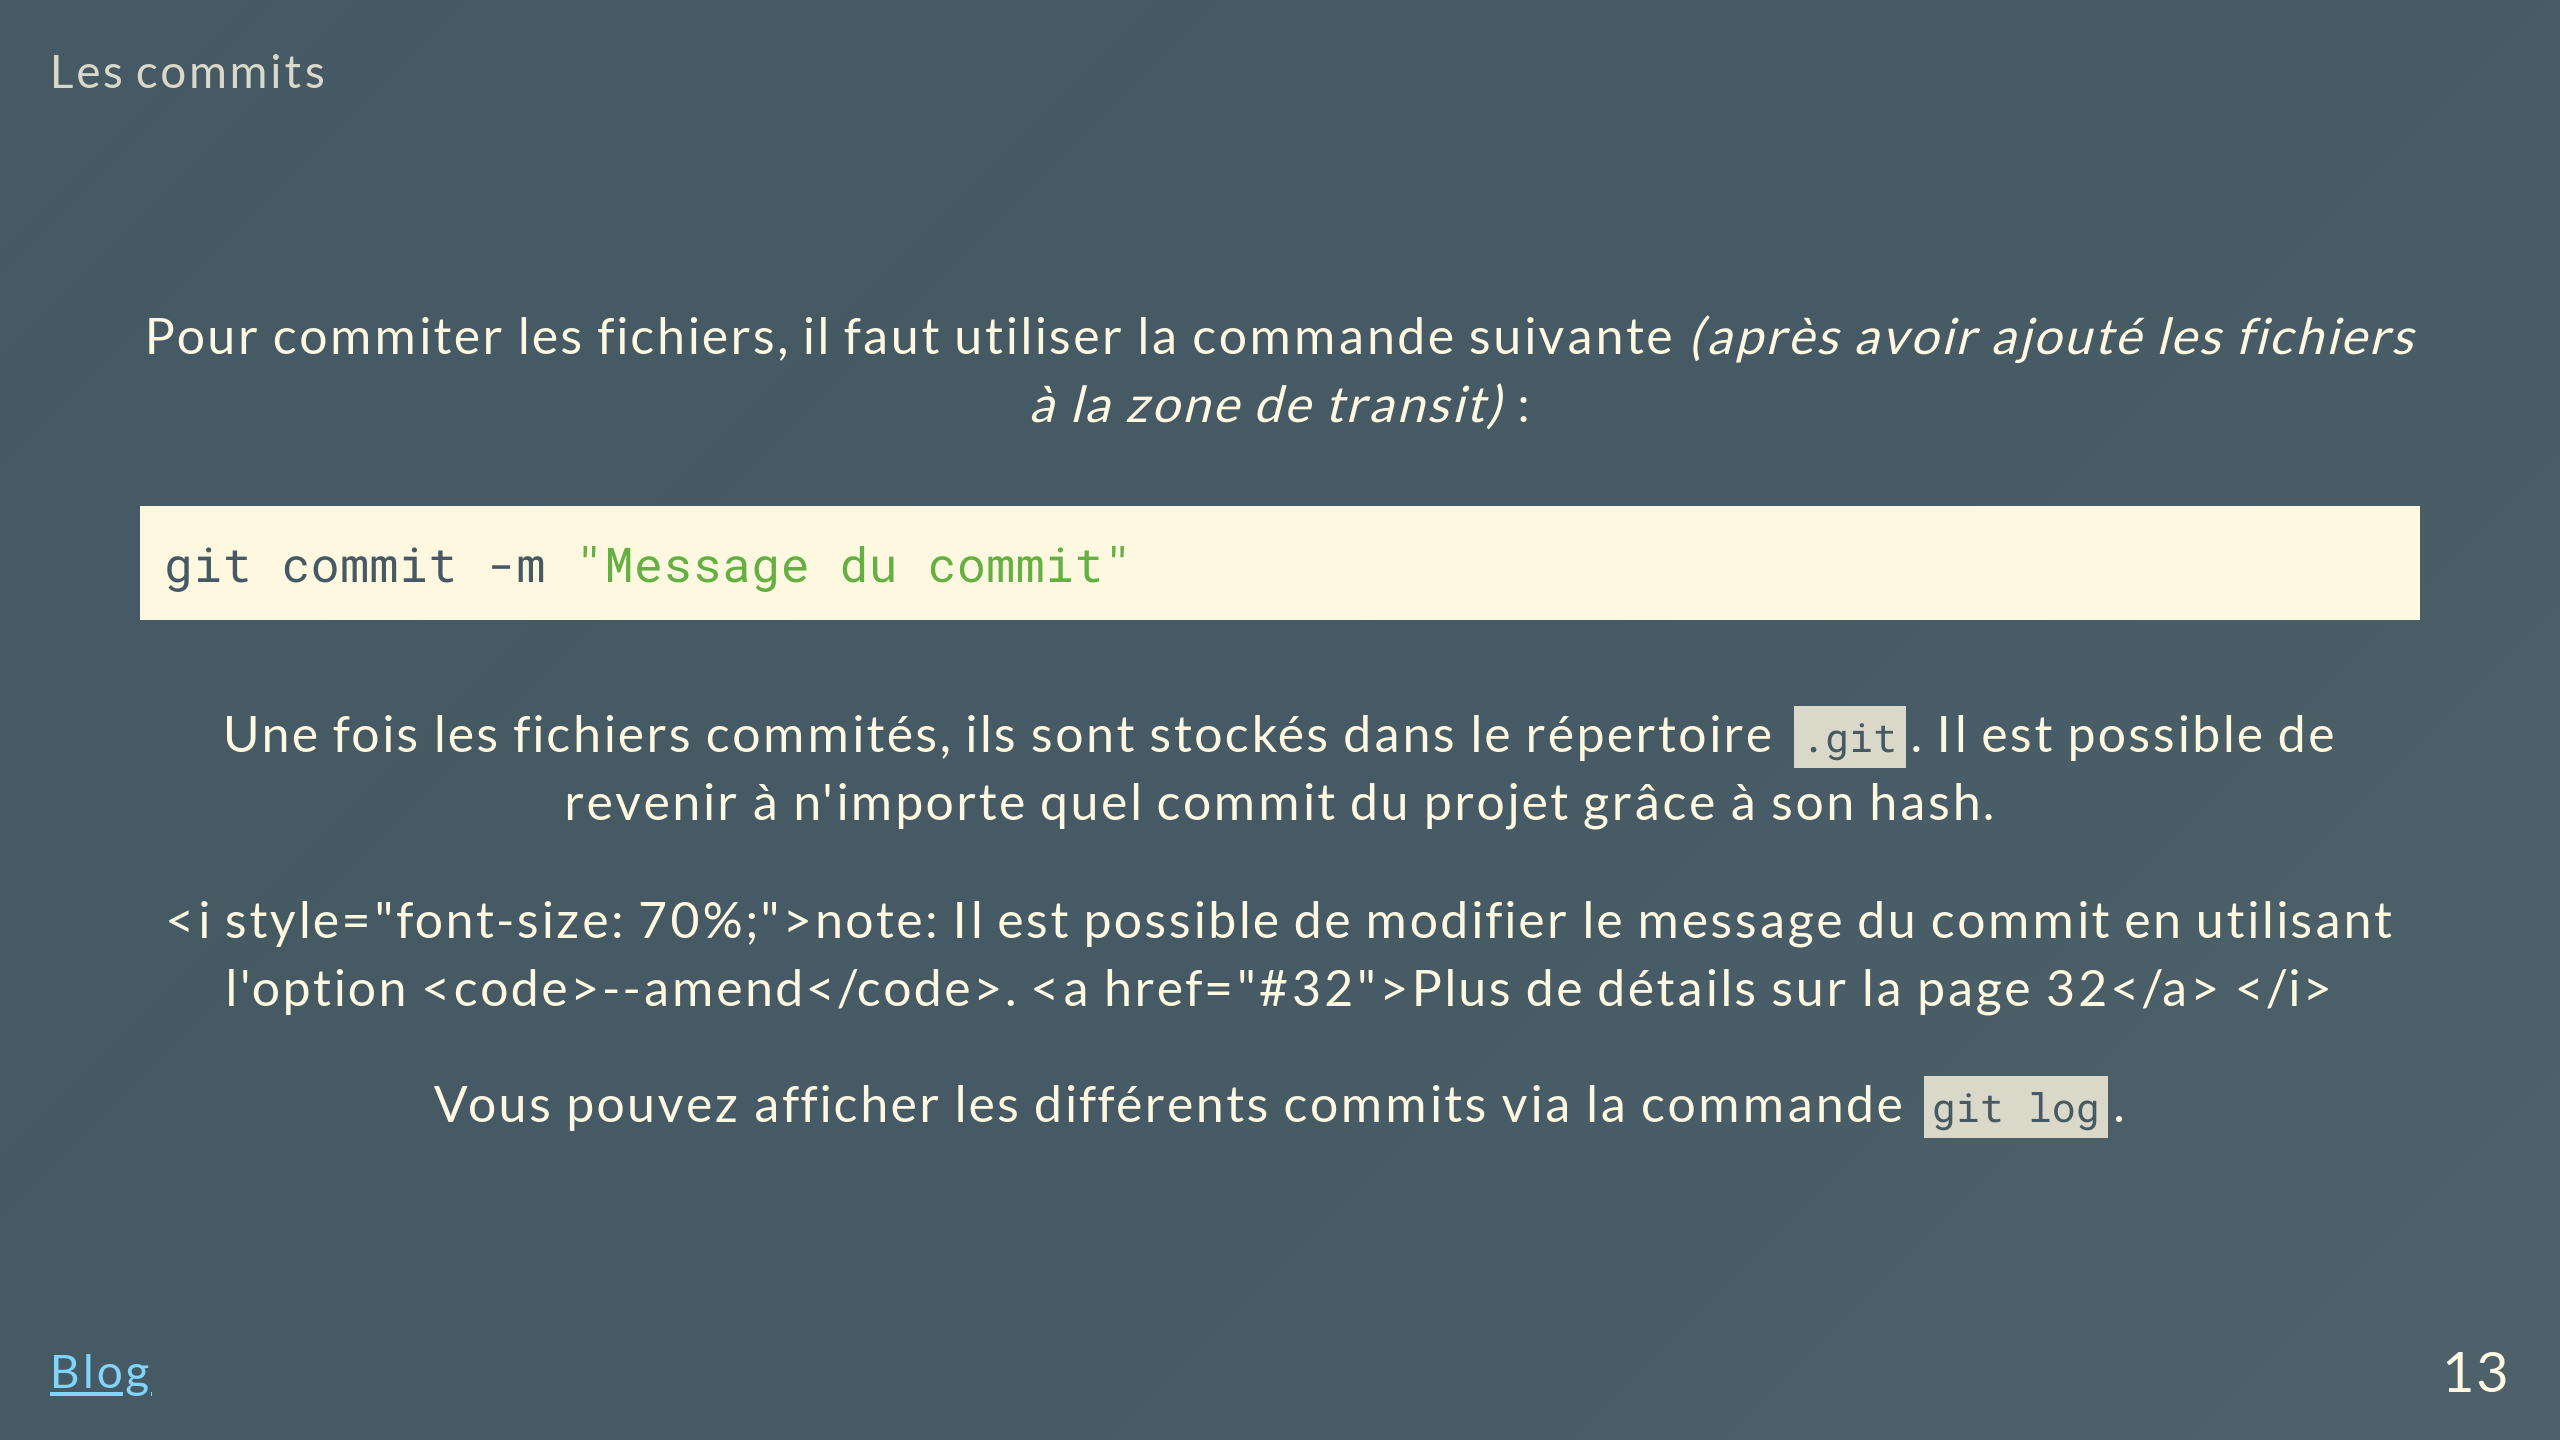 Les commits
Pour commiter les fichiers, il faut utiliser la commande suivante (après avoir ajouté les fichiers
à la zone de transit) :
git commit -m "Message du commit"
Une fois les fichiers commités, ils sont stockés dans le répertoire .git. Il est possible de
revenir à n'importe quel commit du projet grâce à son hash.
<i style="font-size: 70%;">note: Il est possible de modifier le message du commit en utilisant
l'option <code>--amend</code>. <a href="#32">Plus de détails sur la page 32</a> </i>
Vous pouvez afficher les différents commits via la commande git log.
Blog
13